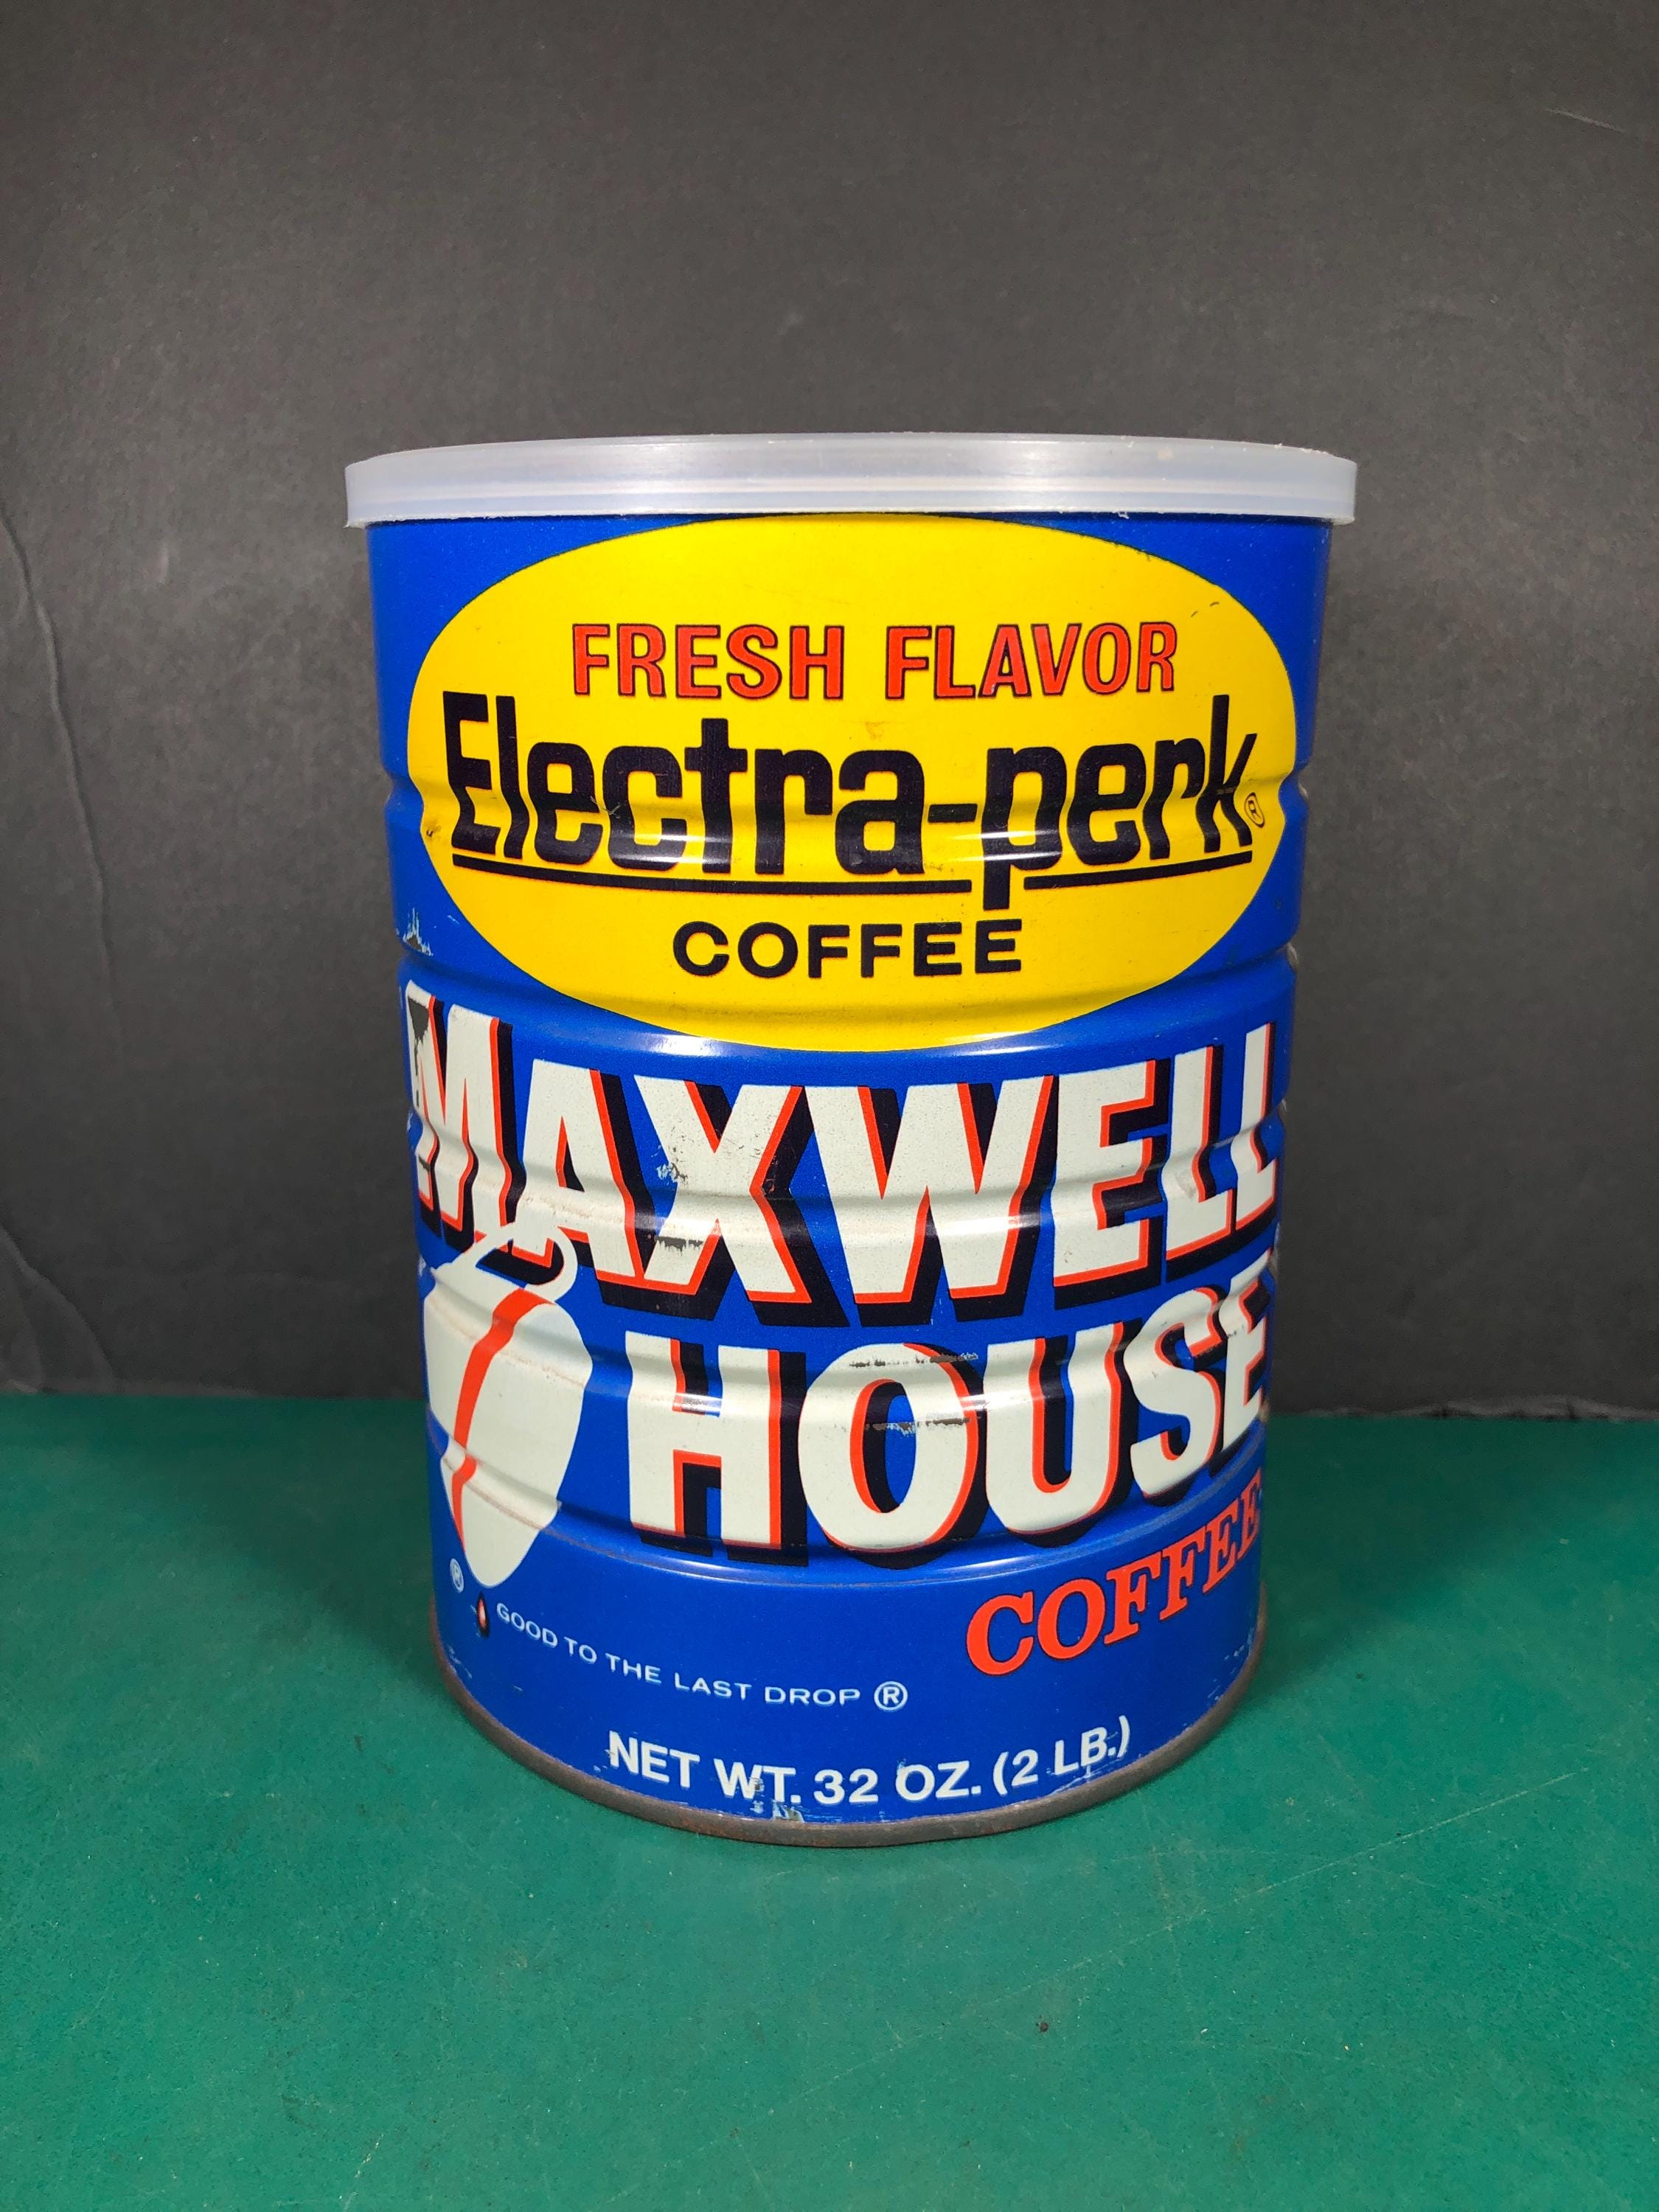 FRESH FLAVOR
Electra-perk®
COFFEE
MAXWELL
HOUSE
COFFEE
®
GOOD TO THE LAST DROP ®
NET WT. 32 OZ. (2 LB.)